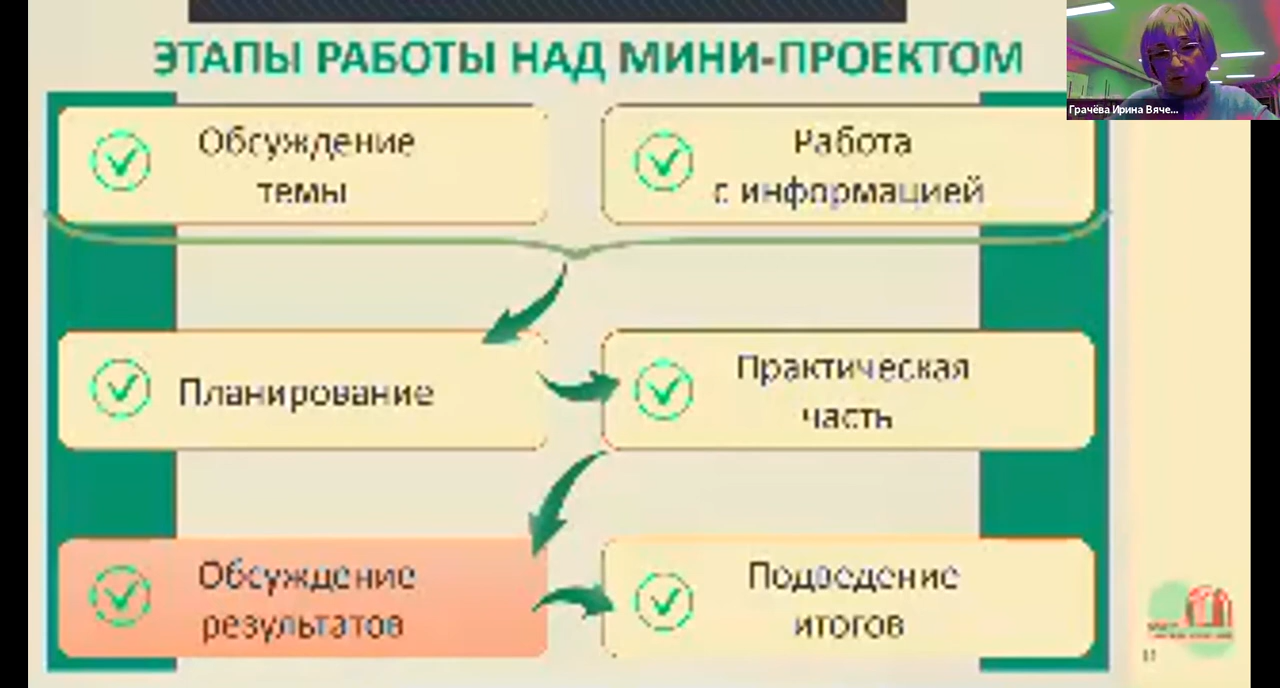 ЭТАПЫ РАБОТЫ НАД МИНИ-ПРОЕКТОМ
Грачёва Ирина Вяче...
Обсуждение
темы
Работа
с информацией
Планирование
Практическая
часть
Обсуждение
результатов
Подведение
итогов